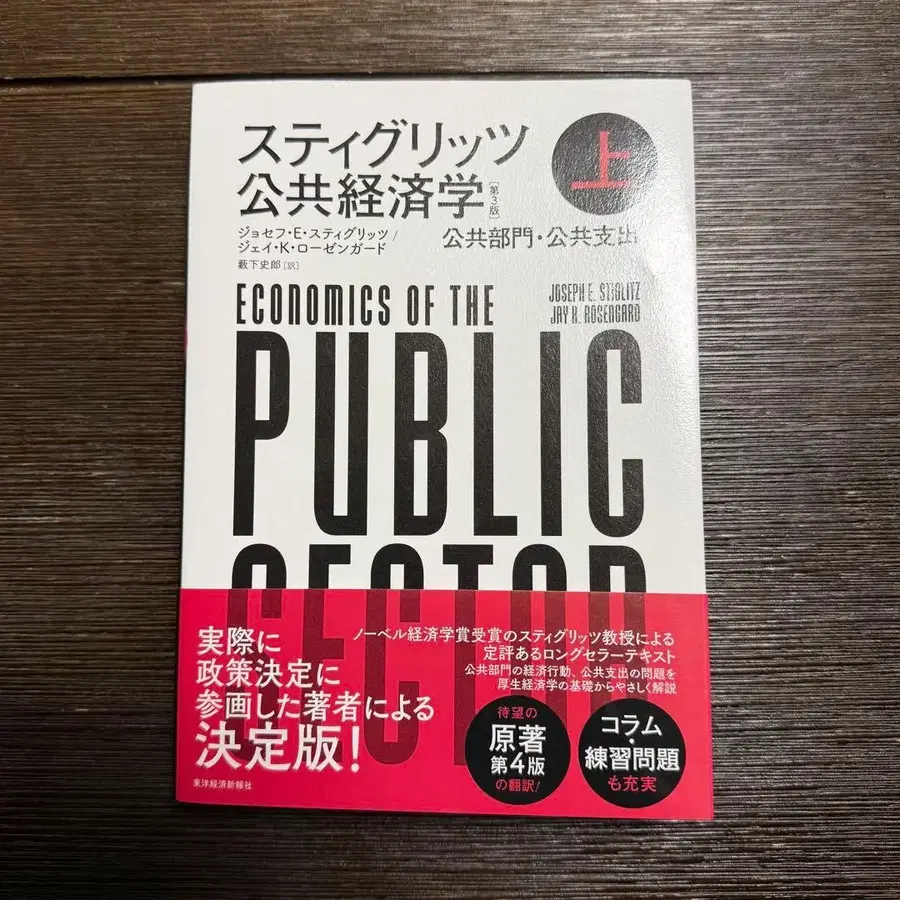 スティグリッツ
公共経済学[第3版]
上
ジョセフ・E・スティグリッツ/
ジェイ・K・ローゼンガード
公共部門・公共支出
藪下史郎[訳]
ECONOMICS OF THE
JOSEPH E. STIGLITZ
JAY K. ROSENGARD
PUBLIC
SECTOR
実際に
政策決定に
参画した著者による
決定版!
ノーベル経済学賞受賞のスティグリッツ教授による
定評あるロングセラーテキスト
公共部門の経済行動、公共支出の問題を
厚生経済学の基礎からやさしく解説
待望の
原著
第4版
の翻訳!
コラム・
練習問題
も充実
東洋経済新報社